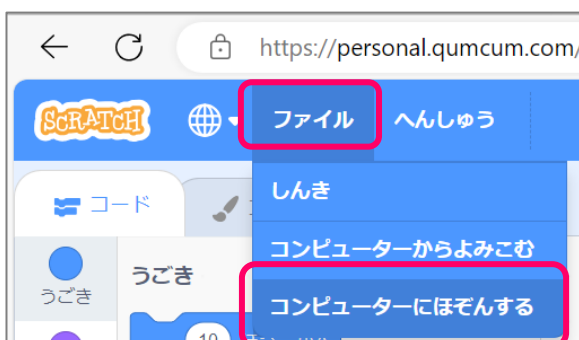 https://personal.qumcum.com/
SCRATCH ファイル へんしゅう
しんき
コード
コンピューターからよみこむ
うごき
うごき
コンピューターにほぞんする
10